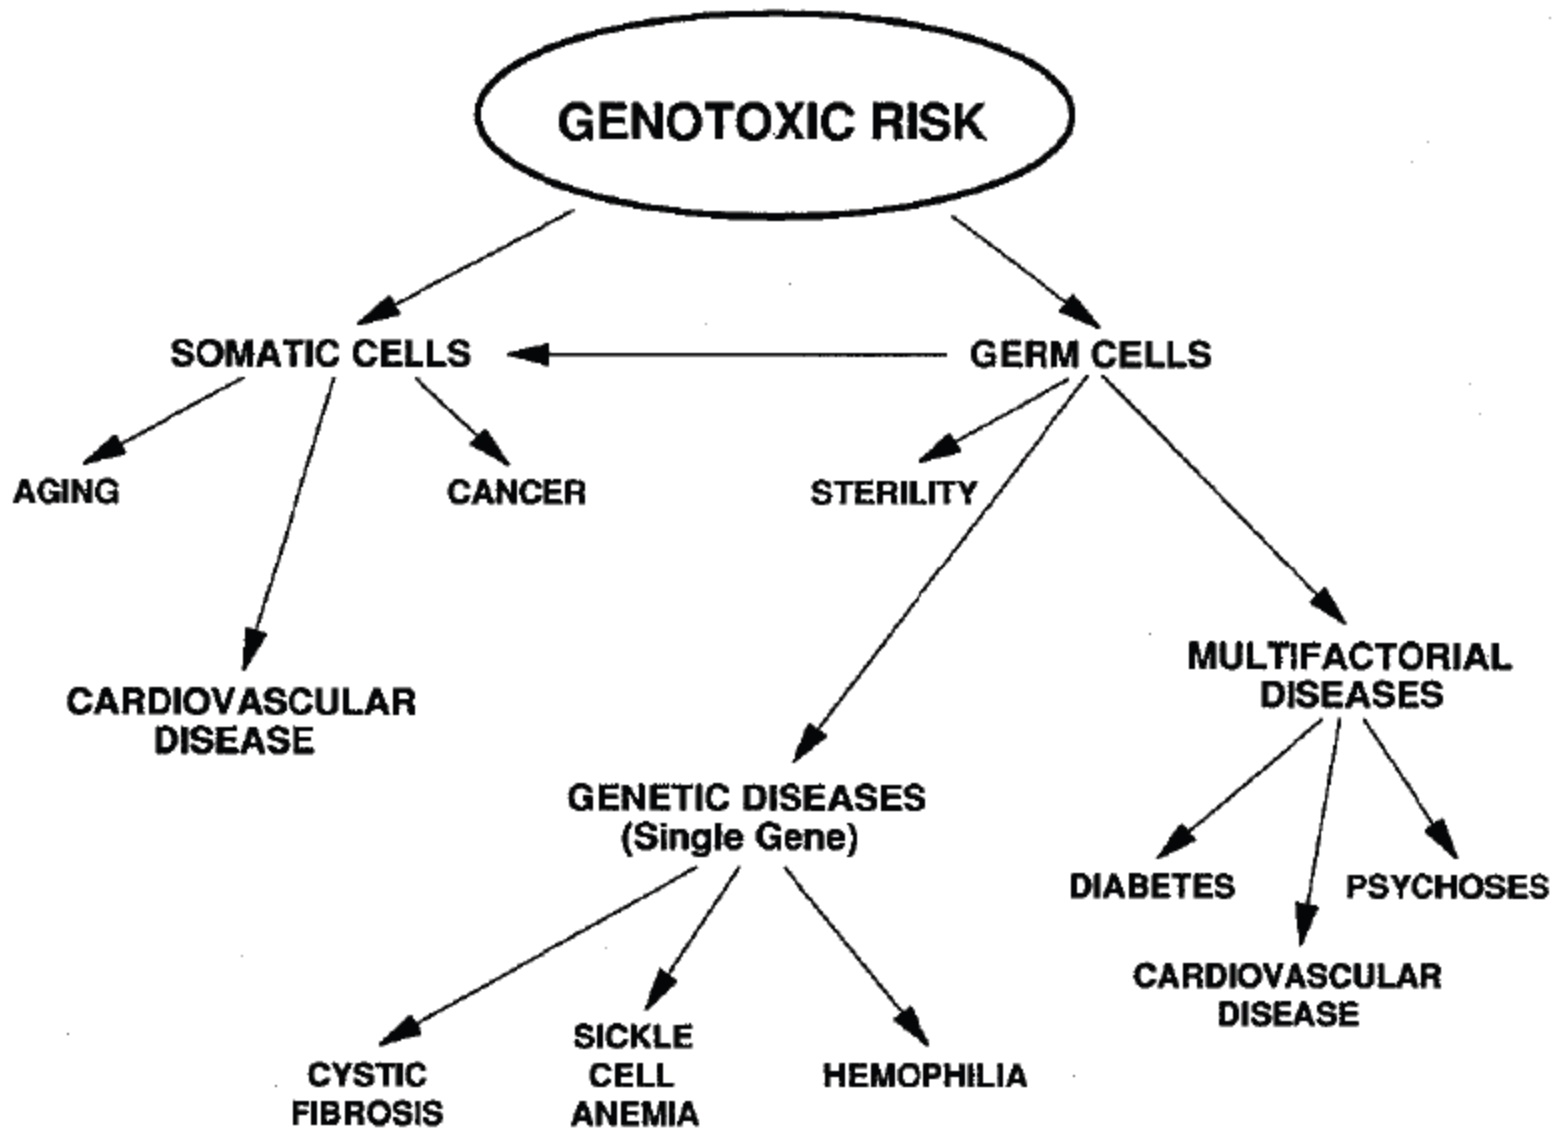 GENOTOXIC RISK
SOMATIC CELLS
GERM CELLS
AGING
CANCER
STERILITY
CARDIOVASCULAR
DISEASE
MULTIFACTORIAL
DISEASES
GENETIC DISEASES
(Single Gene)
DIABETES
PSYCHOSES
CARDIOVASCULAR
DISEASE
CYSTIC
FIBROSIS
SICKLE
CELL
ANEMIA
HEMOPHILIA